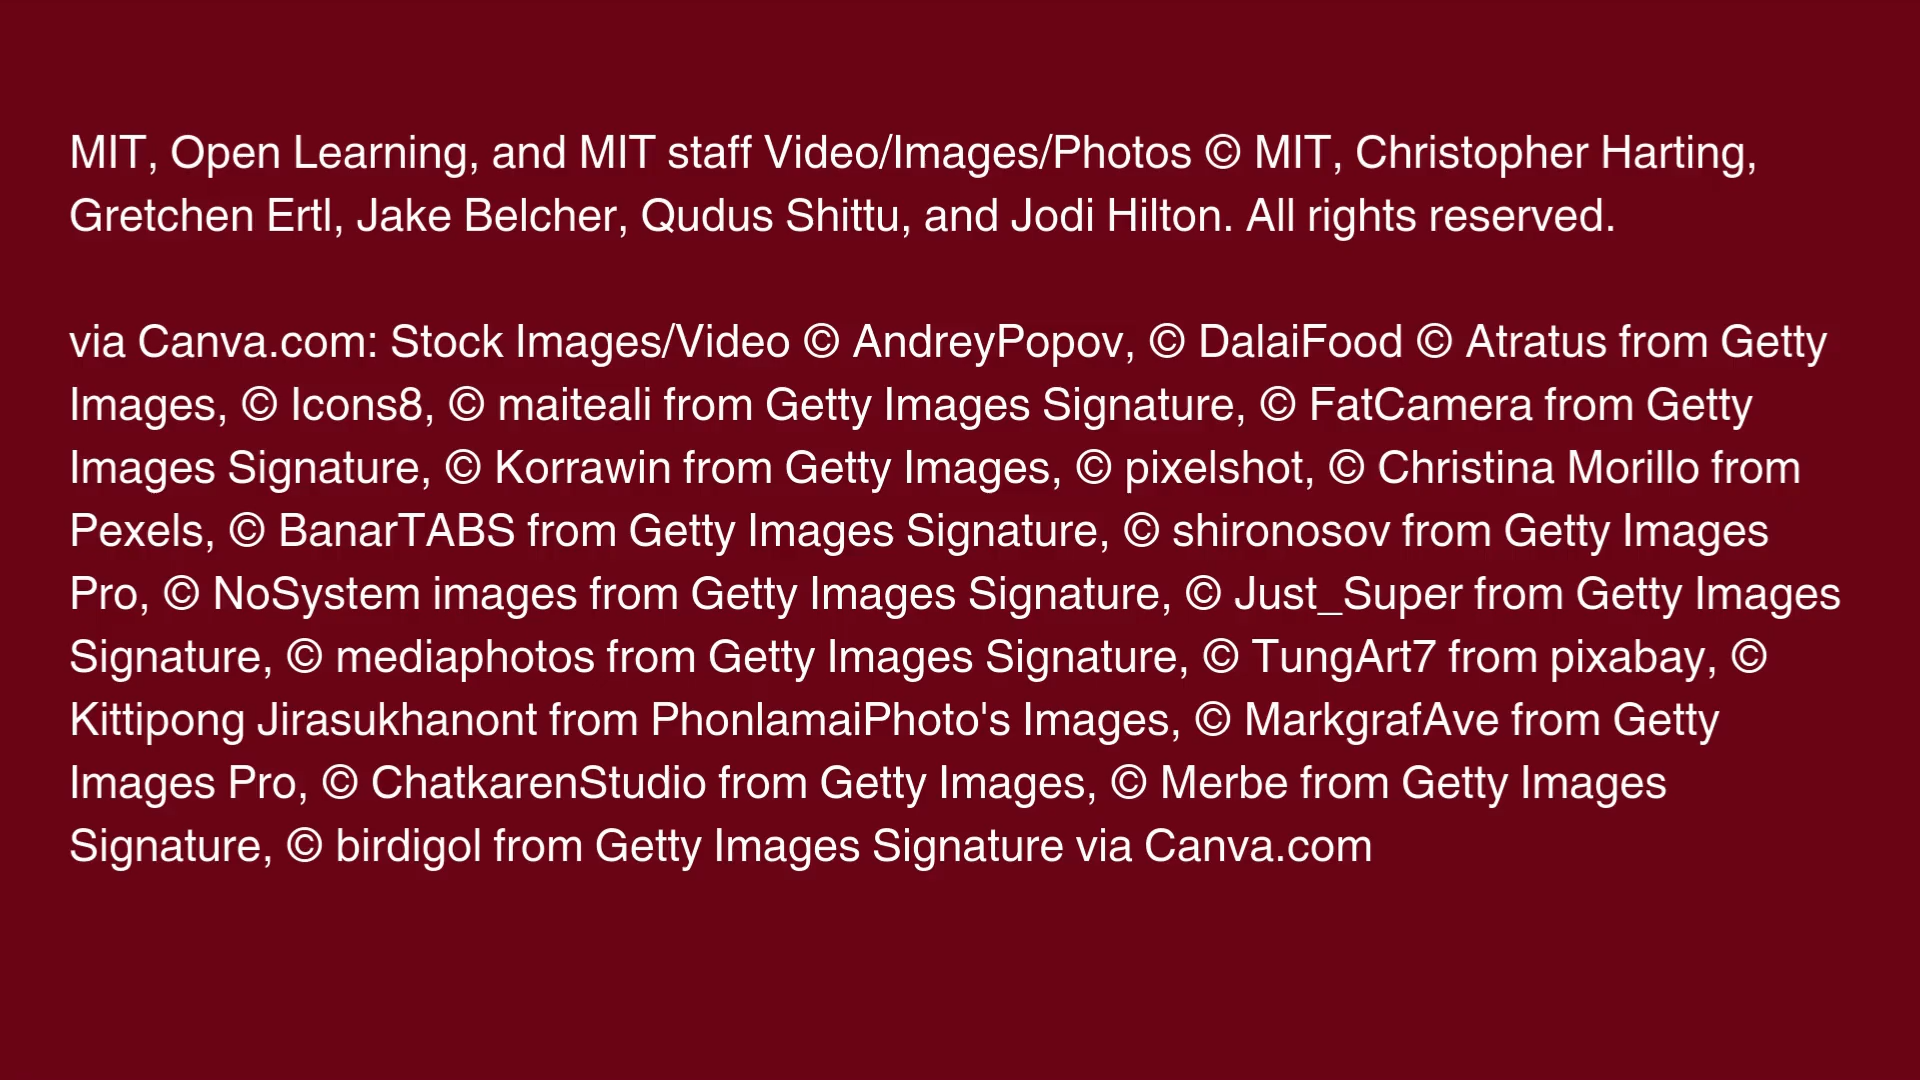 MIT, Open Learning, and MIT staff Video/Images/Photos © MIT, Christopher Harting,
Gretchen Ertl, Jake Belcher, Qudus Shittu, and Jodi Hilton. All rights reserved.
via Canva.com: Stock Images/Video © AndreyPopov, © DalaiFood © Atratus from Getty
Images, © Icons8, © maiteali from Getty Images Signature, © FatCamera from Getty
Images Signature, © Korrawin from Getty Images, © pixelshot, © Christina Morillo from
Pexels, © BanarTABS from Getty Images Signature, © shironosov from Getty Images
Pro, © NoSystem images from Getty Images Signature, © Just_Super from Getty Images
Signature, © mediaphotos from Getty Images Signature, © TungArt7 from pixabay, ©
Kittipong Jirasukhanont from PhonlamaiPhoto's Images, © MarkgrafAve from Getty
Images Pro, © ChatkarenStudio from Getty Images, © Merbe from Getty Images
Signature, © birdigol from Getty Images Signature via Canva.com